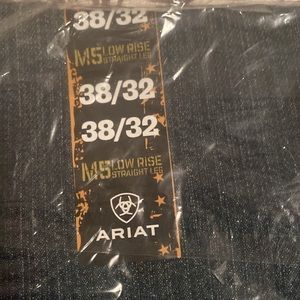 38/32
M5 LOW RISE
STRAIGHT LEG
38/32
38/32
M5 LOW RISE
STRAIGHT LEG
ARIAT